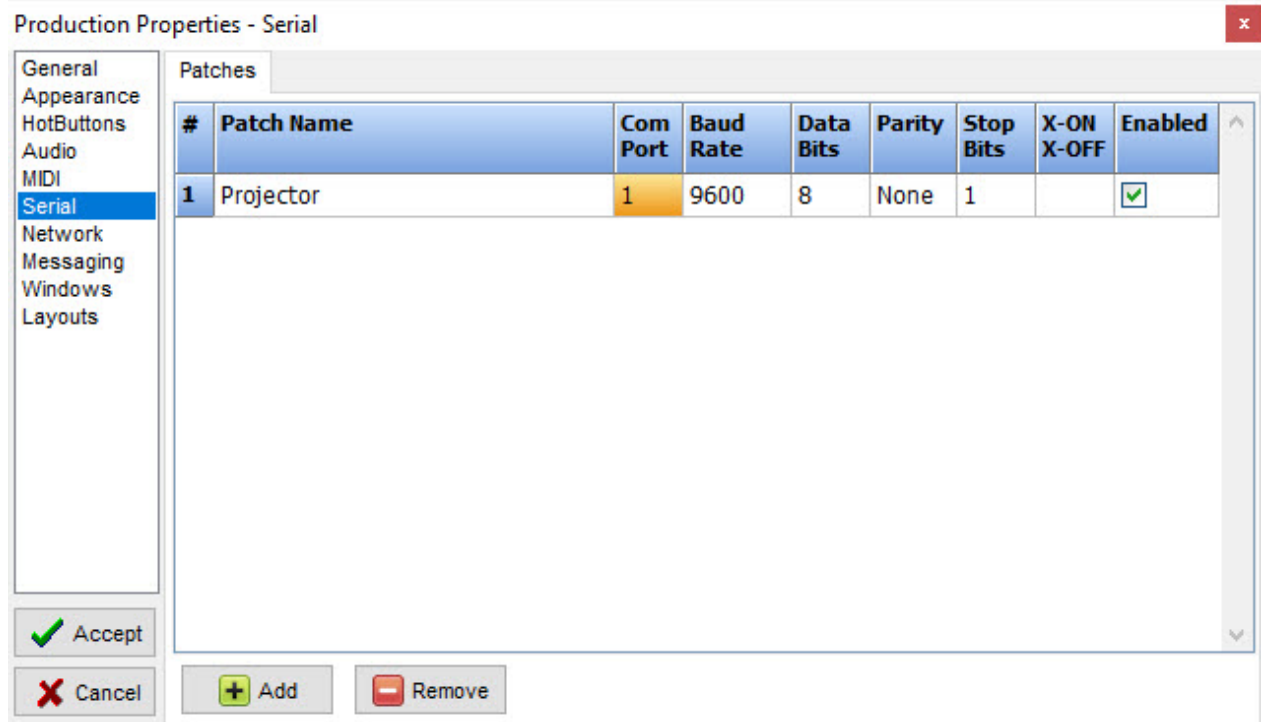 Production Properties - Serial
x
General
Appearance
HotButtons
Audio
MIDI
Serial
Network
Messaging
Windows
Layouts
Patches
# Patch Name Com Port Baud Rate Data Bits Parity Stop Bits X-ON X-OFF Enabled
1 Projector 1 9600 8 None 1
Accept
Cancel
Add
Remove